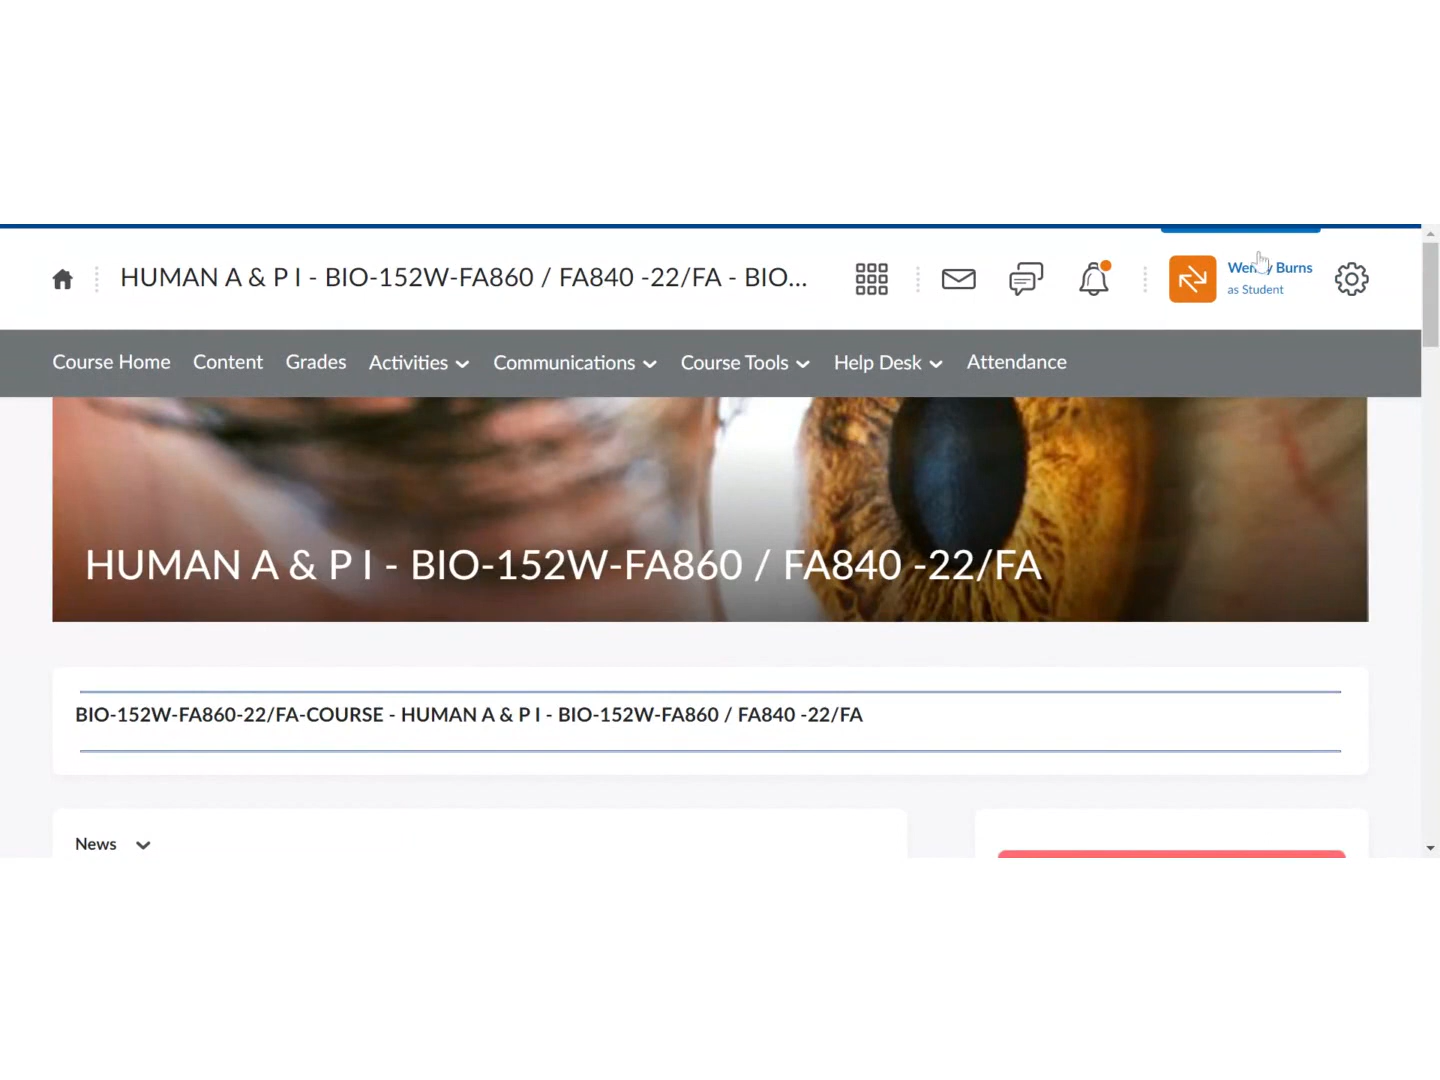 HUMAN A & P I - BIO-152W-FA860 / FA840 -22/FA - BIO...
Wendy Burns
as Student
Course Home Content Grades Activities Communications Course Tools Help Desk Attendance
HUMAN A & P I - BIO-152W-FA860 / FA840 -22/FA
BIO-152W-FA860-22/FA-COURSE - HUMAN A & P I - BIO-152W-FA860 / FA840 -22/FA
News